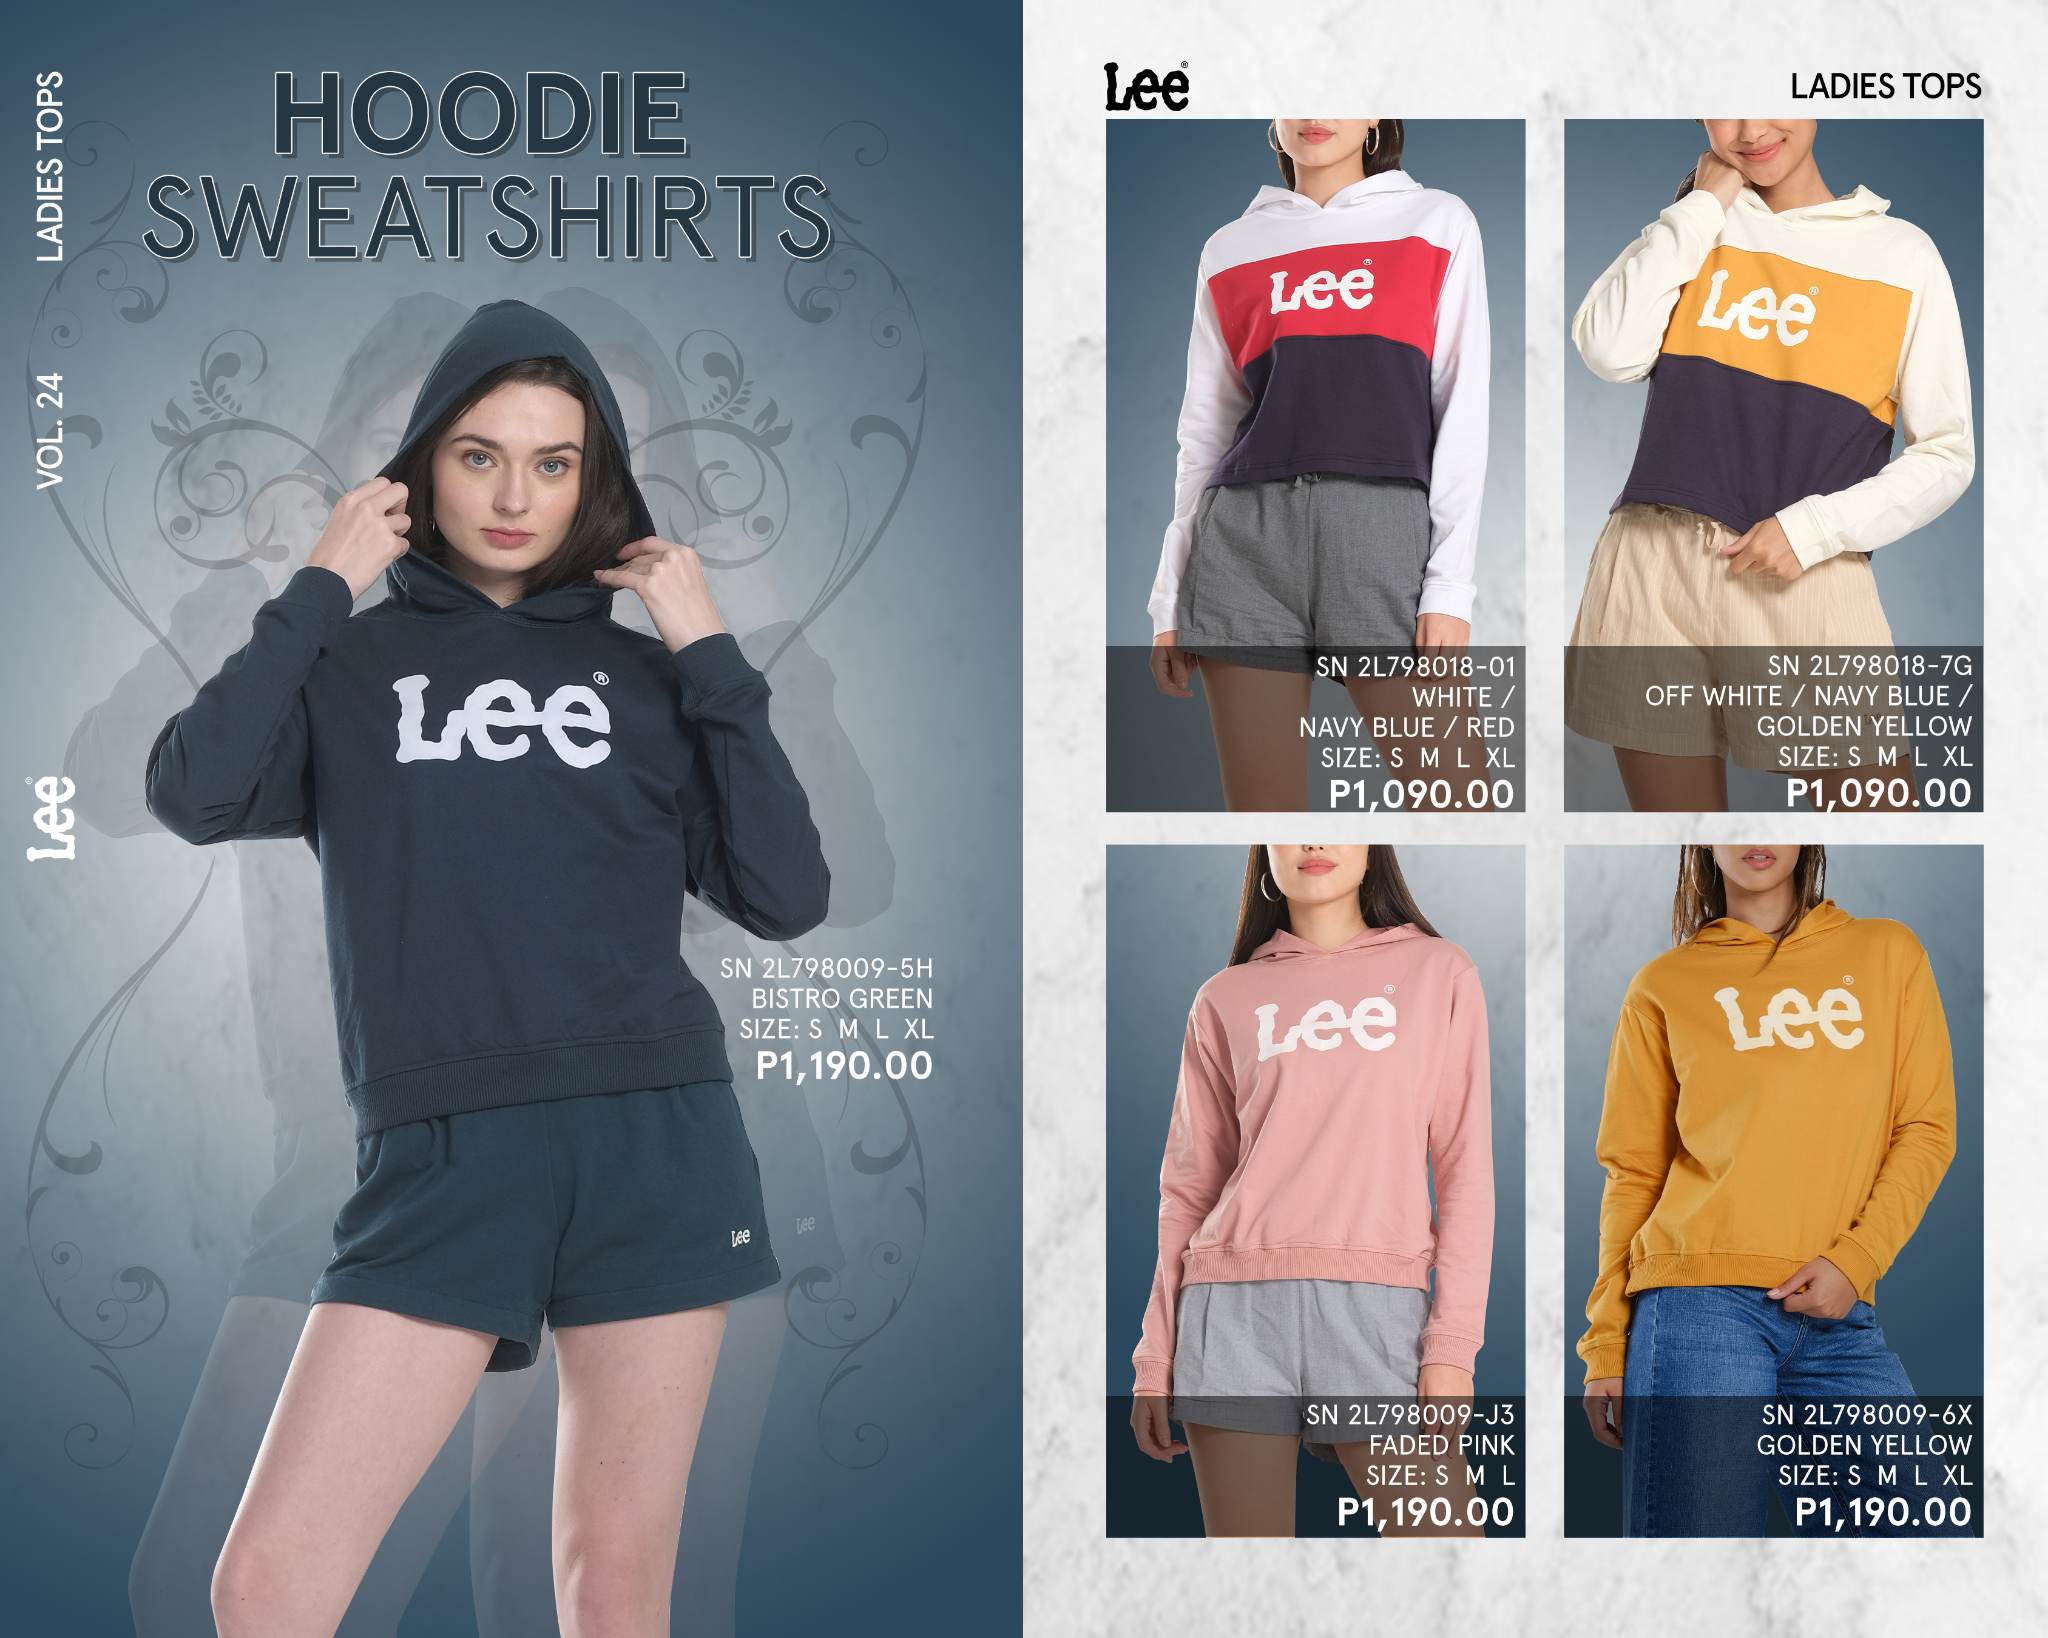 LADIES TOPS
VOL. 24
Lee
HOODIE
SWEATSHIRTS
Lee®
Lee
Lee
SN 2L798009-5H
BISTRO GREEN
SIZE: S M L XL
P1,190.00
Lee®
LADIES TOPS
Lee®
SN 2L798018-01
WHITE /
NAVY BLUE / RED
SIZE: S M L XL
P1,090.00
Lee®
SN 2L798018-7G
OFF WHITE / NAVY BLUE /
GOLDEN YELLOW
SIZE: S M L XL
P1,090.00
Lee®
SN 2L798009-J3
FADED PINK
SIZE: S M L
P1,190.00
Lee®
SN 2L798009-6X
GOLDEN YELLOW
SIZE: S M L XL
P1,190.00